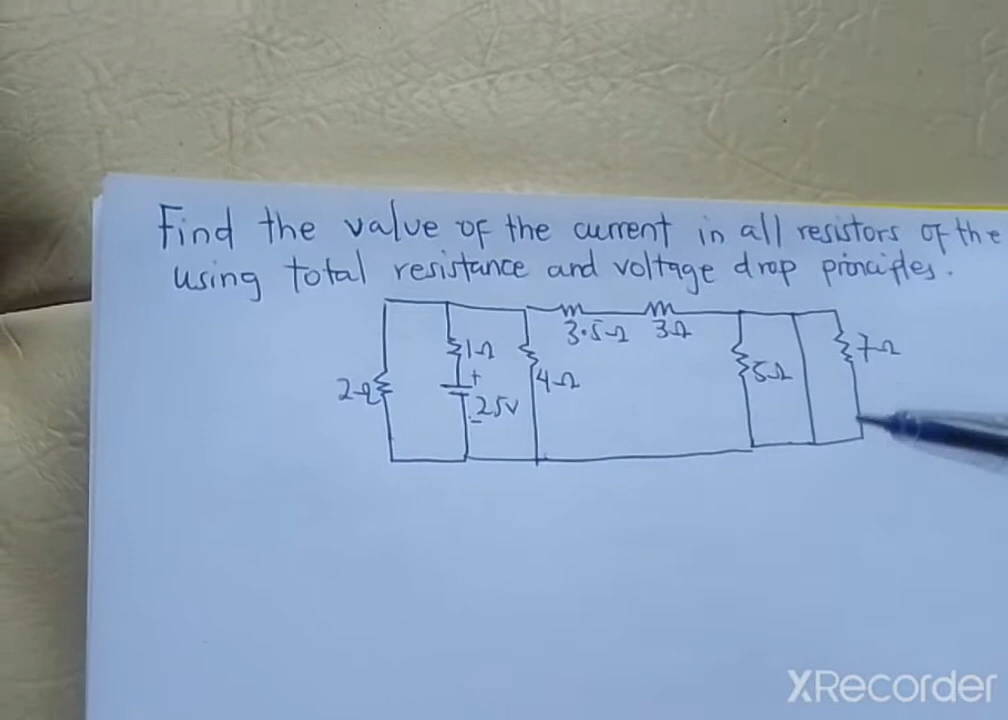 Find the value of the current in all resistors of the
using total resistance and voltage drop principles.
3.5Ω 3Ω
1Ω 7Ω
2Ω + 4Ω 5Ω
- 25V
XRecorder